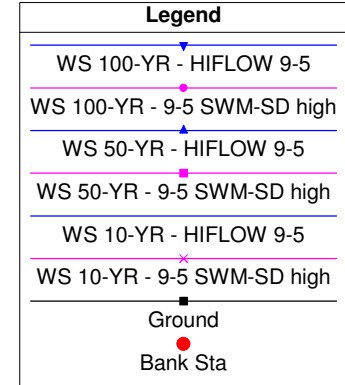 Legend
WS 100-YR - HIFLOW 9-5
WS 100-YR - 9-5 SWM-SD high
WS 50-YR - HIFLOW 9-5
WS 50-YR - 9-5 SWM-SD high
WS 10-YR - HIFLOW 9-5
WS 10-YR - 9-5 SWM-SD high
Ground
Bank Sta